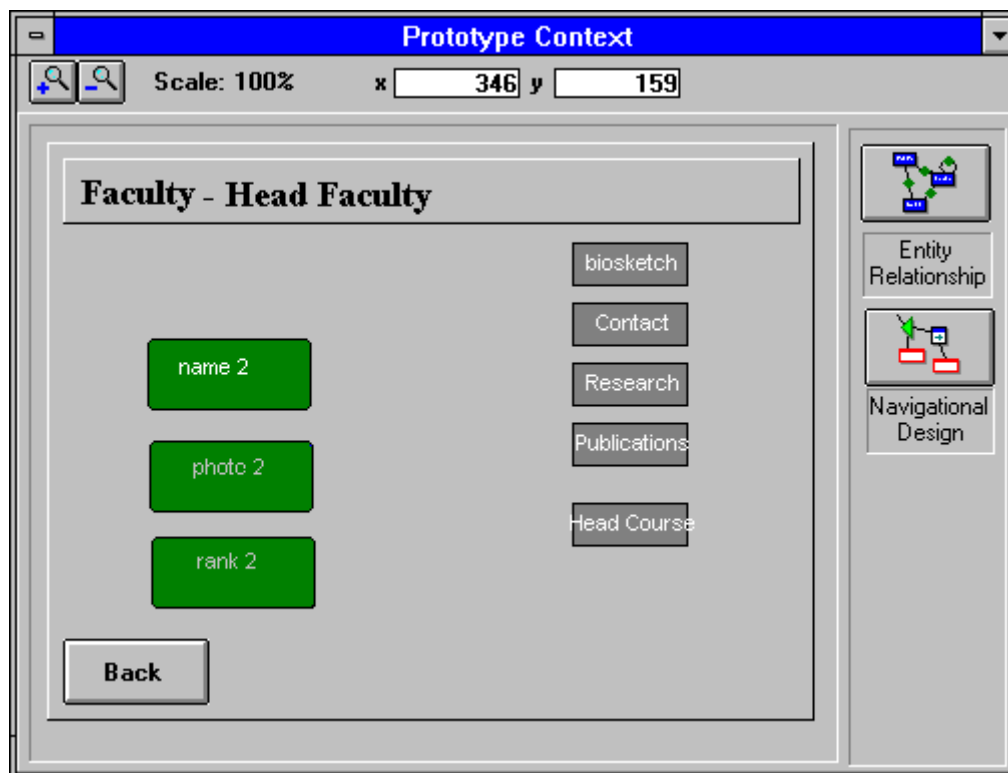 Prototype Context
Scale: 100% x 346 y 159
Faculty - Head Faculty
name 2
photo 2
rank 2
biosketch
Contact
Research
Publications
Head Course
Back
Entity
Relationship
Navigational
Design